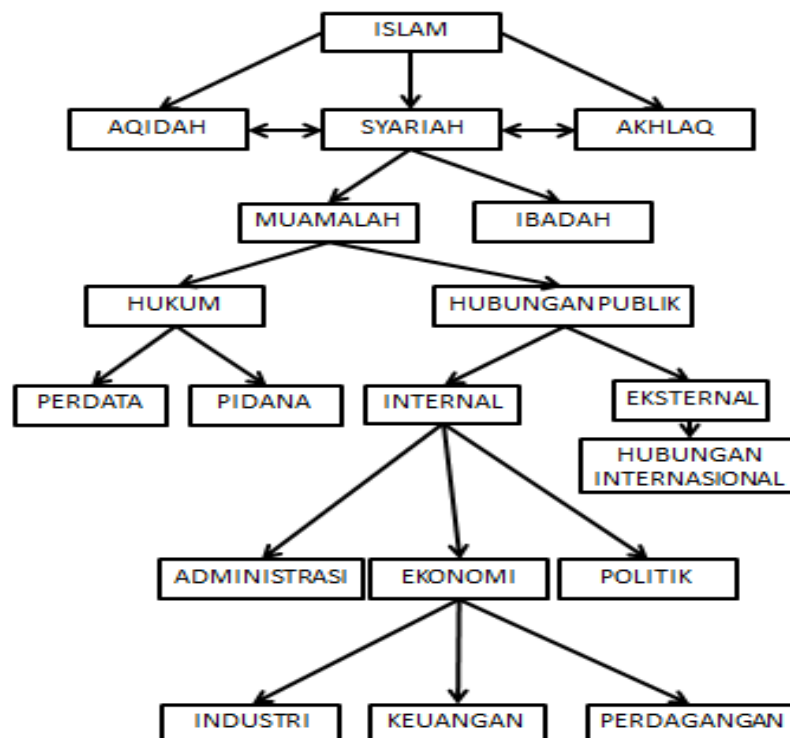 ISLAM
AQIDAH
SYARIAH
AKHLAQ
MUAMALAH
IBADAH
HUKUM
HUBUNGAN PUBLIK
PERDATA
PIDANA
INTERNAL
EKSTERNAL
HUBUNGAN
INTERNASIONAL
ADMINISTRASI
EKONOMI
POLITIK
INDUSTRI
KEUANGAN
PERDAGANGAN